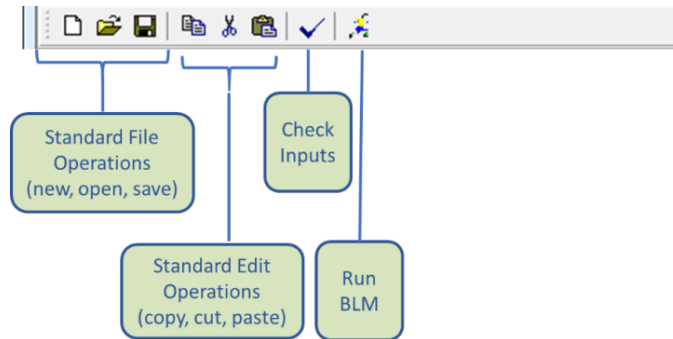 Standard File
Operations
(new, open, save)
Check
Inputs
Standard Edit
Operations
(copy, cut, paste)
Run
BLM